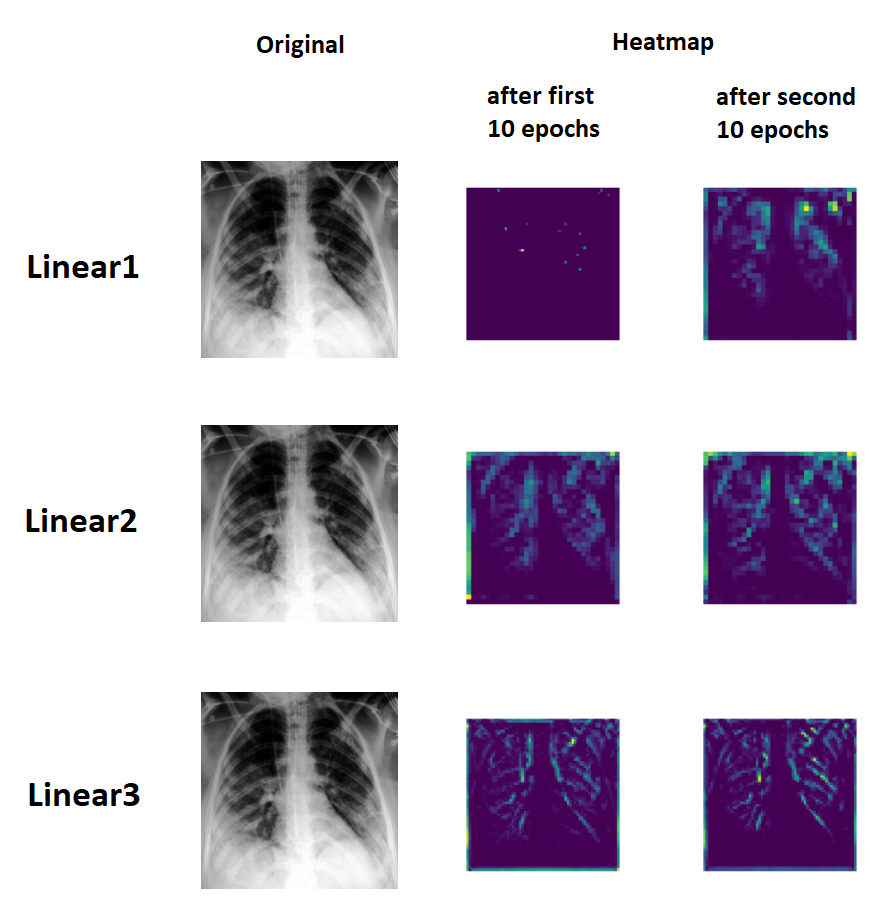 Original
Heatmap
after first
10 epochs
after second
10 epochs
Linear1
Linear2
Linear3